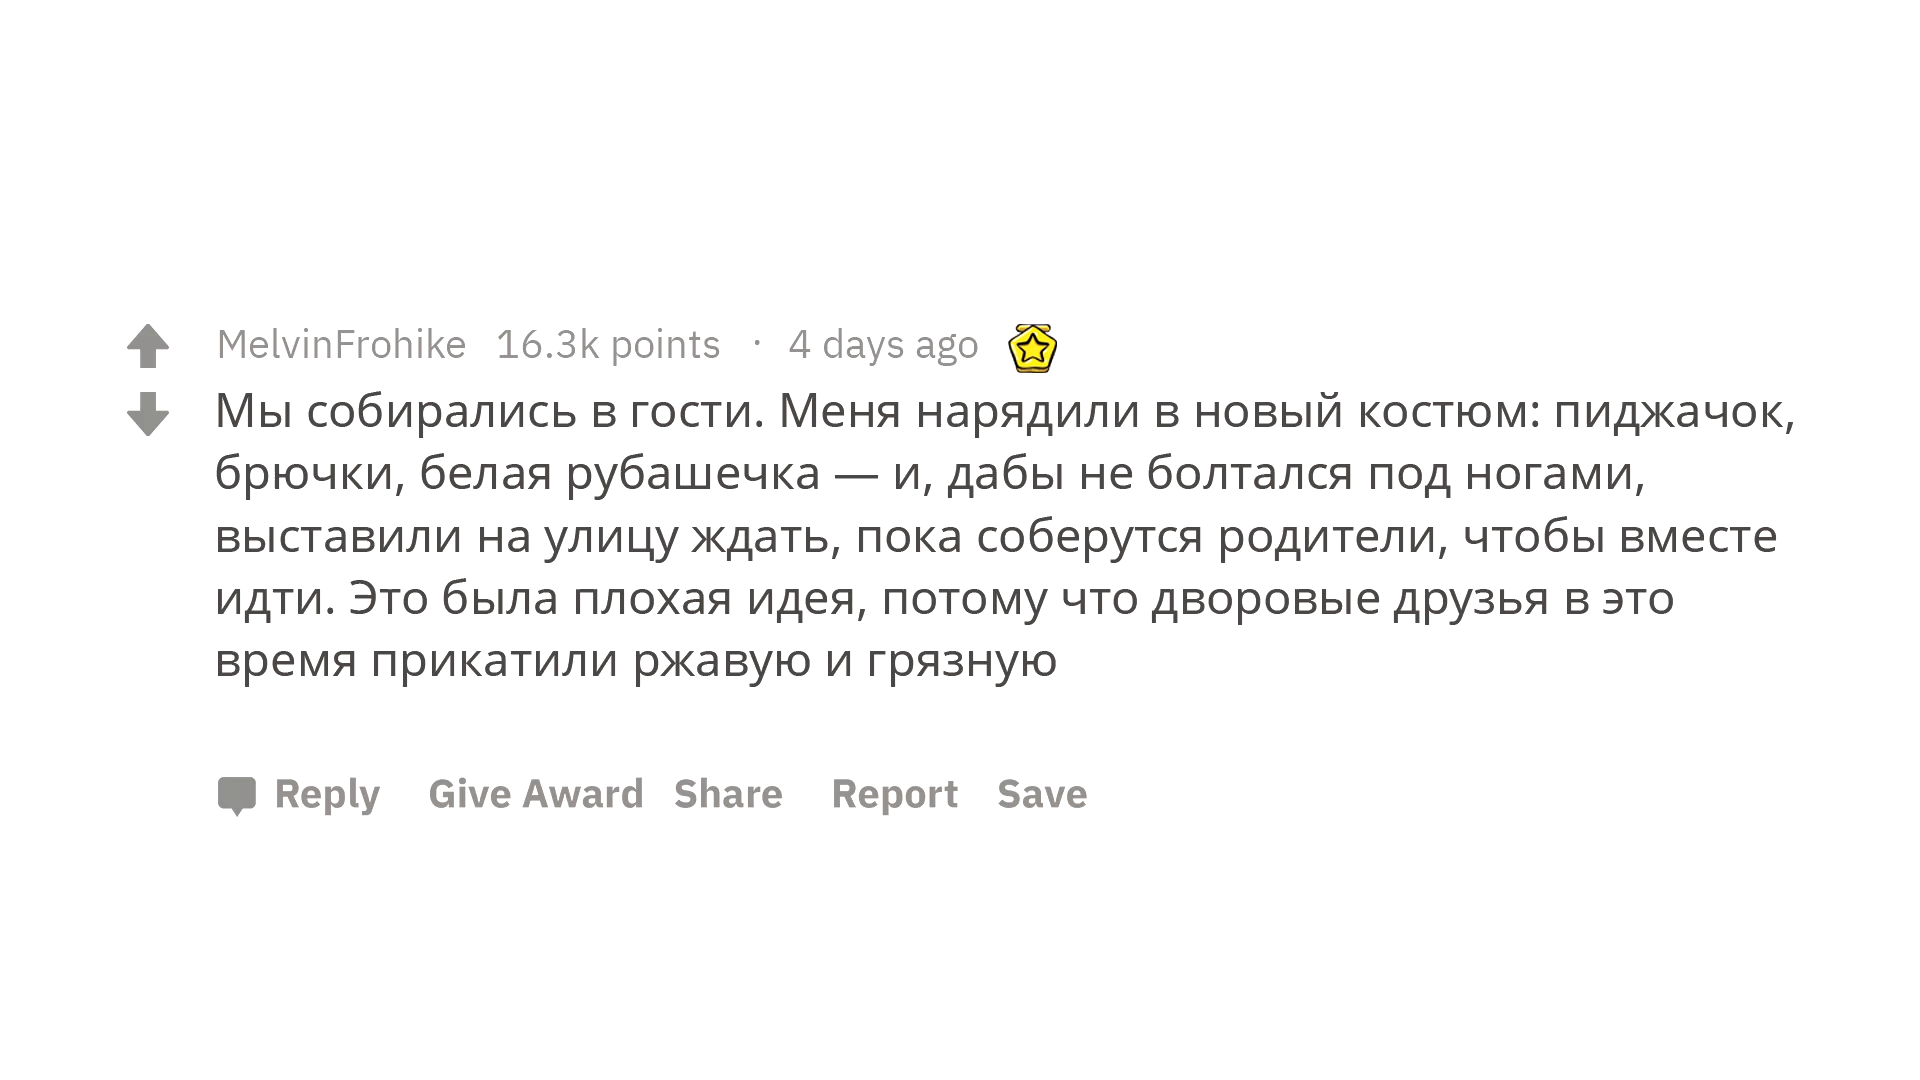 MelvinFrohike 16.3k points · 4 days ago
Мы собирались в гости. Меня нарядили в новый костюм: пиджачок,
брючки, белая рубашечка — и, дабы не болтался под ногами,
выставили на улицу ждать, пока соберутся родители, чтобы вместе
идти. Это была плохая идея, потому что дворовые друзья в это
время прикатили ржавую и грязную
Reply Give Award Share Report Save